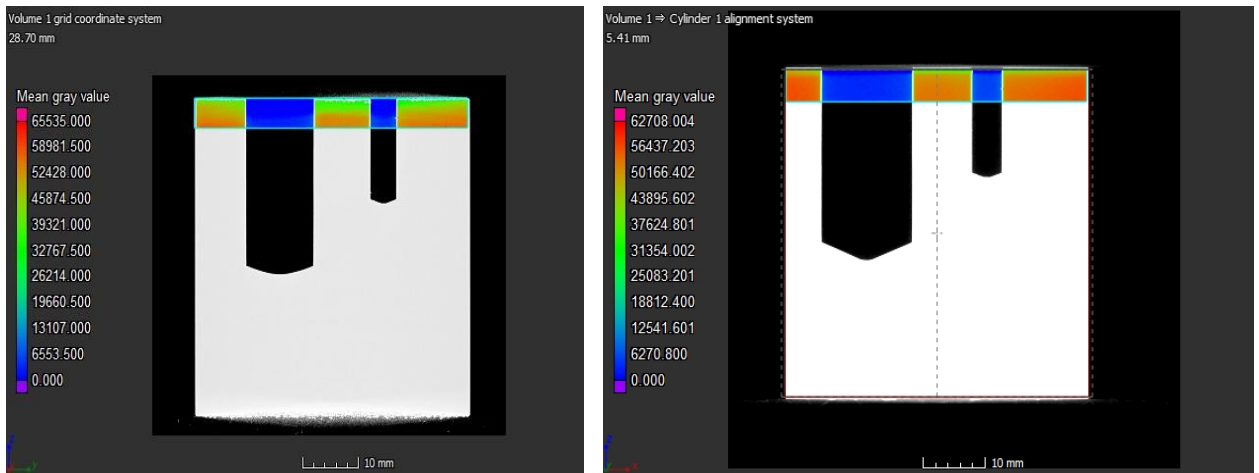 Volume 1 grid coordinate system
28.70 mm
Mean gray value
65535.000
58981.500
52428.000
45874.500
39321.000
32767.500
26214.000
19660.500
13107.000
6553.500
0.000
10 mm
Volume 1 ⇒ Cylinder 1 alignment system
5.41 mm
Mean gray value
62708.004
56437.203
50166.402
43895.602
37624.801
31354.002
25083.201
18812.400
12541.601
6270.800
0.000
10 mm